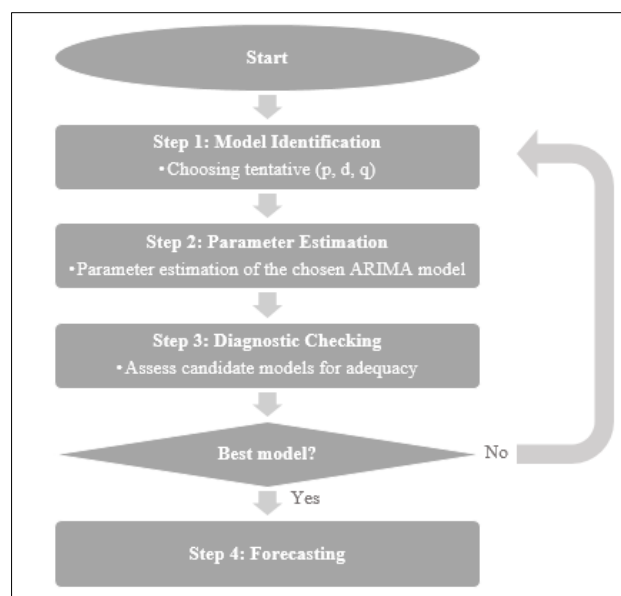 Start
Step 1: Model Identification
•Choosing tentative (p, d, q)
Step 2: Parameter Estimation
•Parameter estimation of the chosen ARIMA model
Step 3: Diagnostic Checking
•Assess candidate models for adequacy
Best model?
No
Yes
Step 4: Forecasting